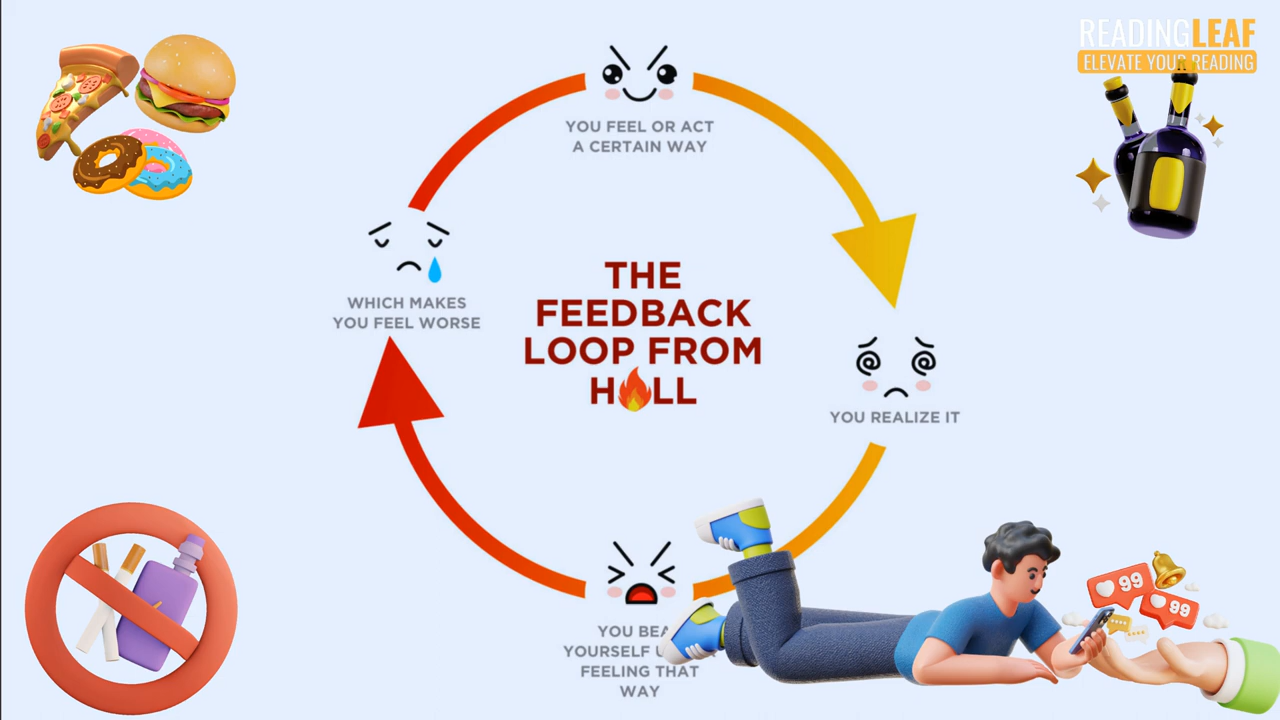 READINGLEAF
ELEVATE YOUR READING
YOU FEEL OR ACT
A CERTAIN WAY
THE
FEEDBACK
LOOP FROM
H🔥LL
WHICH MAKES
YOU FEEL WORSE
YOU REALIZE IT
YOU
YOURSELF
FEELING THAT
WAY
99
99